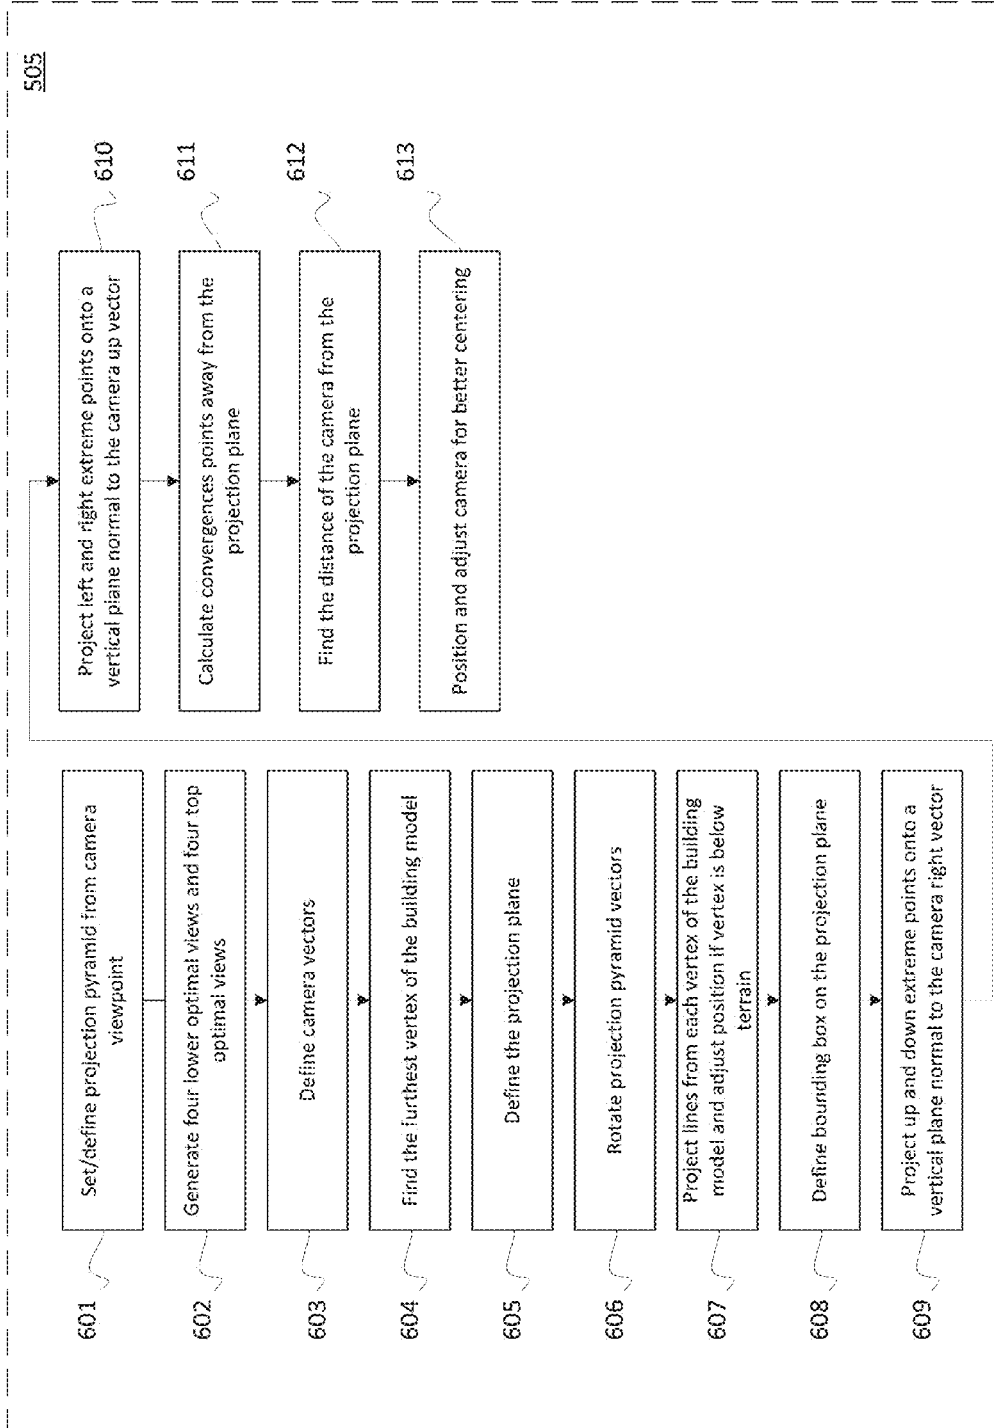 505
601
Set/define projection pyramid from camera
viewpoint
602
Generate four lower optimal views and four top
optimal views
603
Define camera vectors
604
Find the furthest vertex of the building model
605
Define the projection plane
606
Rotate projection pyramid vectors
607
Project lines from each vertex of the building
model and adjust position if vertex is below
terrain
608
Define bounding box on the projection plane
609
Project up and down extreme points onto a
vertical plane normal to the camera right vector
610
Project left and right extreme points onto a
vertical plane normal to the camera up vector
611
Calculate convergences points away from the
projection plane
612
Find the distance of the camera from the
projection plane
613
Position and adjust camera for better centering